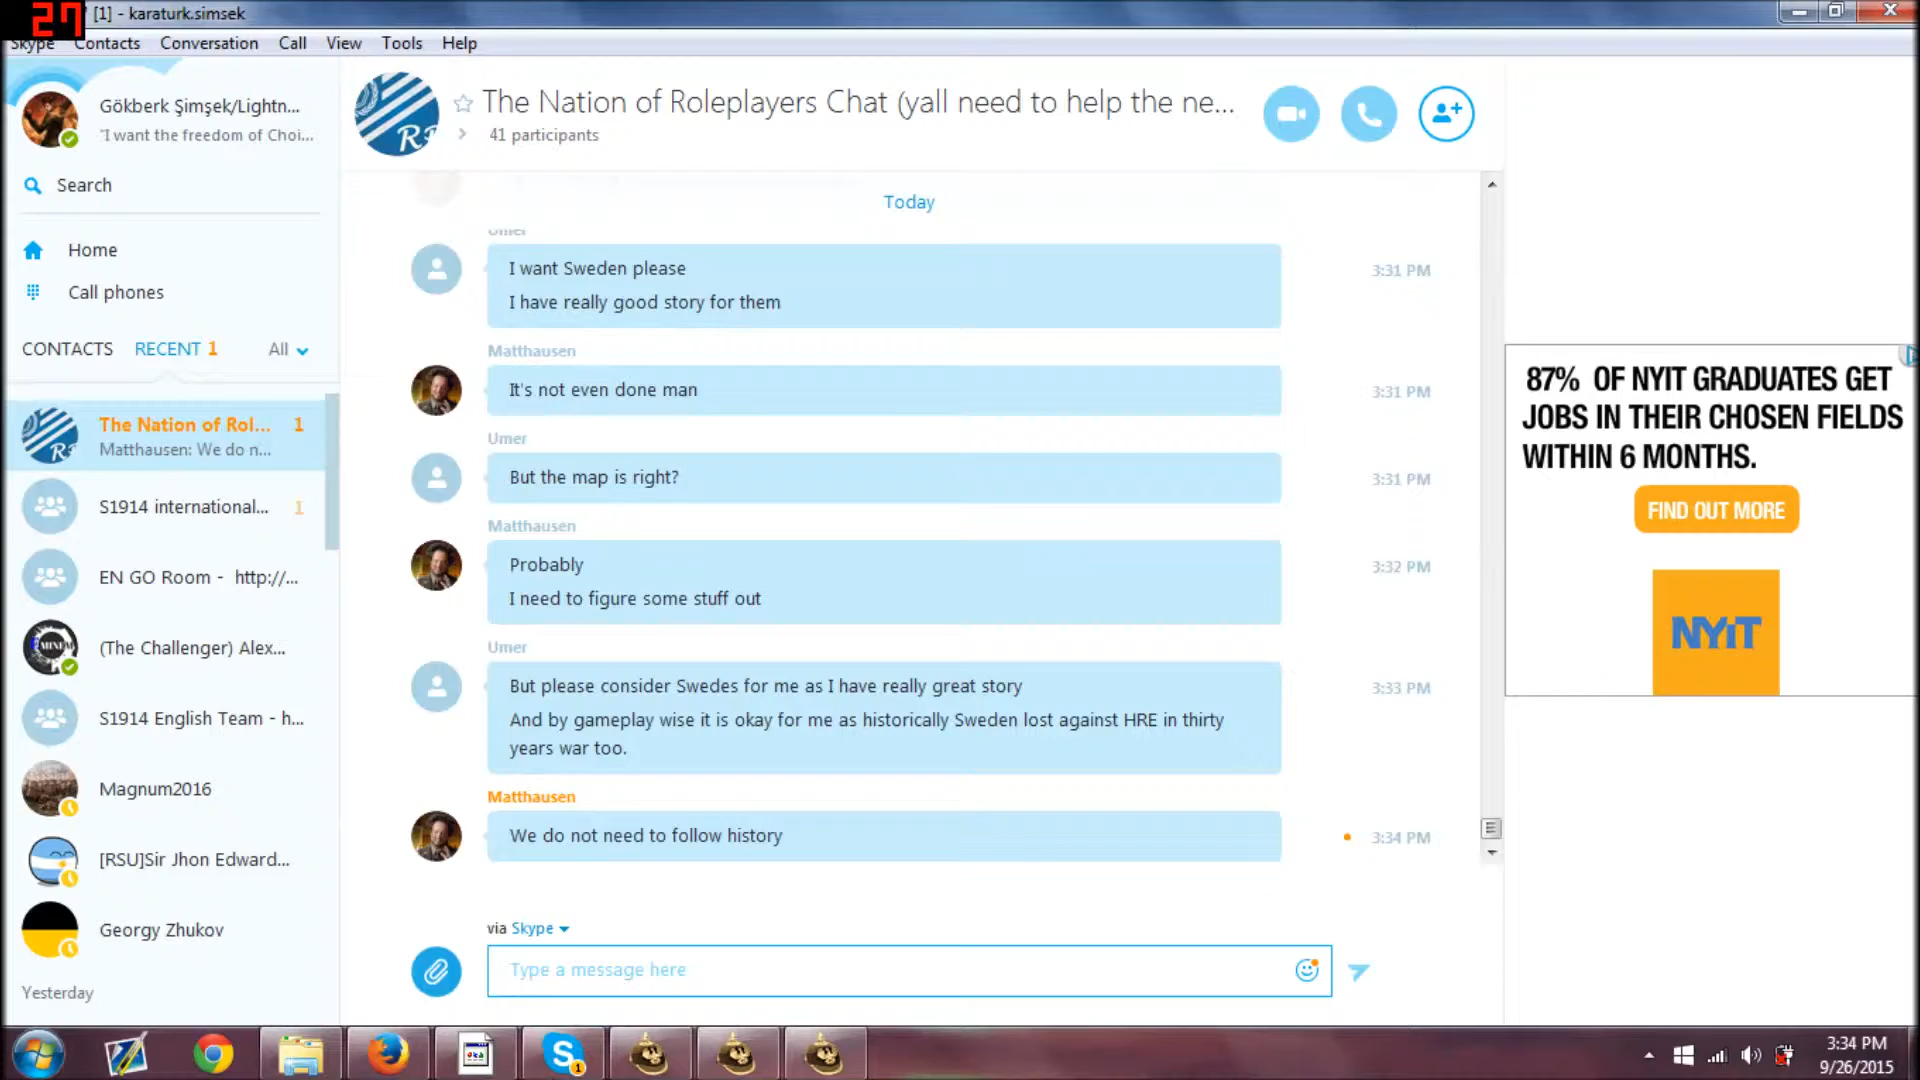 27
[1] - karaturk.simsek
Skype Contacts Conversation Call View Tools Help
Gökberk Şimşek/Lightn...
"I want the freedom of Choi...
Search
Home
Call phones
CONTACTS RECENT 1 All
The Nation of Rol... 1
Matthausen: We do n...
S1914 international... 1
EN GO Room - http://...
(The Challenger) Alex...
S1914 English Team - h...
Magnum2016
[RSU]Sir Jhon Edward...
Georgy Zhukov
Yesterday
The Nation of Roleplayers Chat (yall need to help the ne...
41 participants
Today
Umer
I want Sweden please 3:31 PM
I have really good story for them
Matthausen
It's not even done man 3:31 PM
Umer
But the map is right? 3:31 PM
Matthausen
Probably 3:32 PM
I need to figure some stuff out
Umer
But please consider Swedes for me as I have really great story 3:33 PM
And by gameplay wise it is okay for me as historically Sweden lost against HRE in thirty
years war too.
Matthausen
We do not need to follow history 3:34 PM
via Skype
Type a message here
87% OF NYIT GRADUATES GET
JOBS IN THEIR CHOSEN FIELDS
WITHIN 6 MONTHS.
FIND OUT MORE
NYiT
3:34 PM
9/26/2015